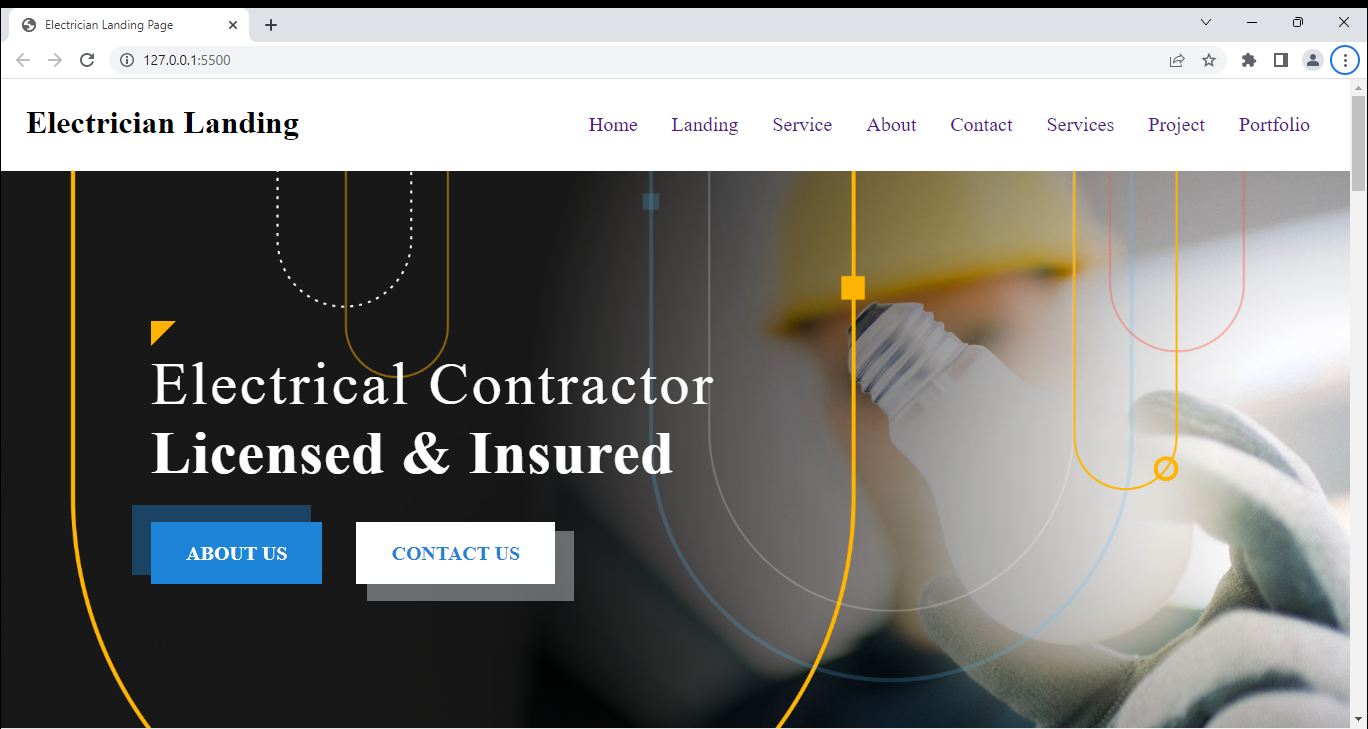 Electrician Landing Page
127.0.0.1:5500
Electrician Landing
Home Landing Service About Contact Services Project Portfolio
Electrical Contractor
Licensed & Insured
ABOUT US CONTACT US